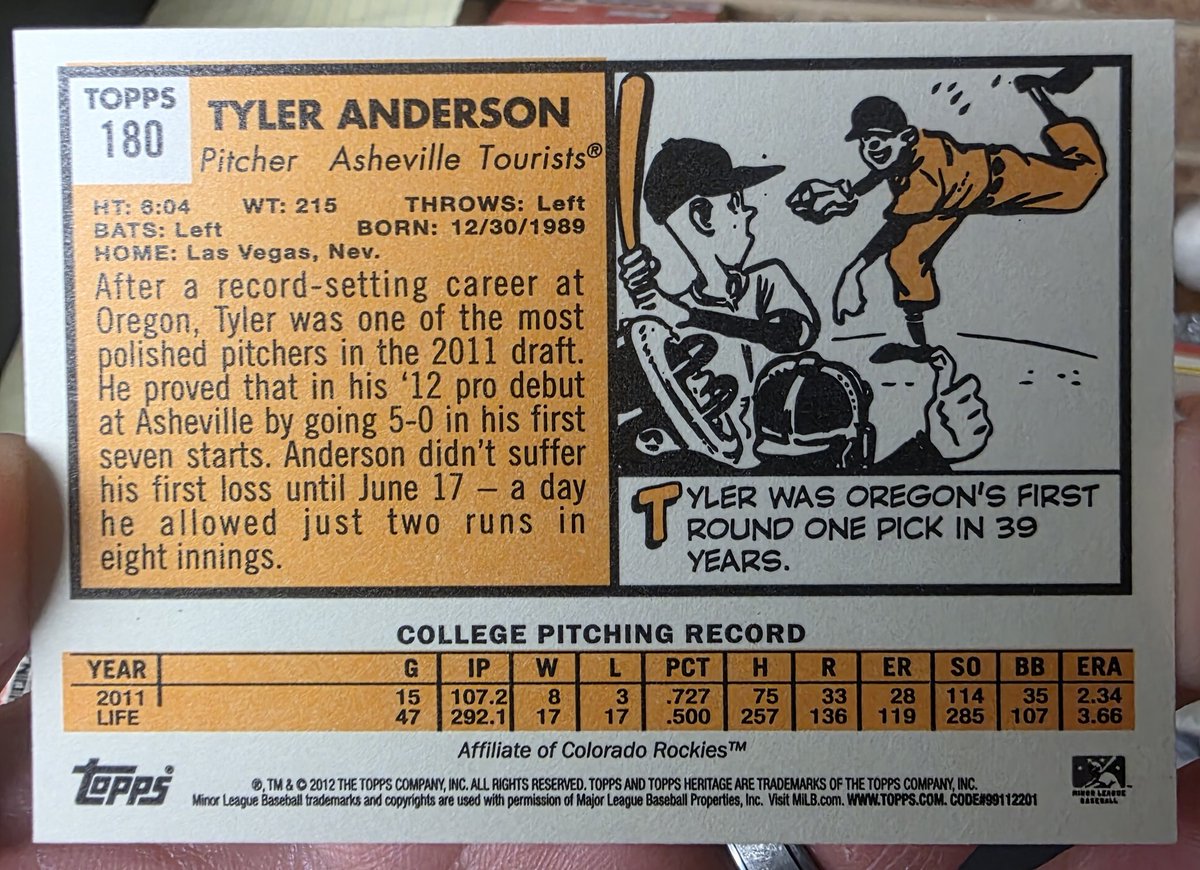 TOPPS
180
TYLER ANDERSON
Pitcher Asheville Tourists®
HT: 6:04 WT: 215 THROWS: Left
BATS: Left BORN: 12/30/1989
HOME: Las Vegas, Nev.
After a record-setting career at
Oregon, Tyler was one of the most
polished pitchers in the 2011 draft.
He proved that in his '12 pro debut
at Asheville by going 5-0 in his first
seven starts. Anderson didn't suffer
his first loss until June 17 – a day
he allowed just two runs in
eight innings.
TYLER WAS OREGON'S FIRST
ROUND ONE PICK IN 39
YEARS.
COLLEGE PITCHING RECORD
YEAR G IP W L PCT H R ER SO BB ERA
2011 15 107.2 8 3 .727 75 33 28 114 35 2.34
LIFE 47 292.1 17 17 .500 257 136 119 285 107 3.66
Affiliate of Colorado Rockies™
TOPPS®
®, TM & © 2012 THE TOPPS COMPANY, INC. ALL RIGHTS RESERVED. TOPPS AND TOPPS HERITAGE ARE TRADEMARKS OF THE TOPPS COMPANY, INC.
Minor League Baseball trademarks and copyrights are used with permission of Major League Baseball Properties, Inc. Visit MiLB.com. WWW.TOPPS.COM. CODE#99112201
MINOR LEAGUE
BASEBALL